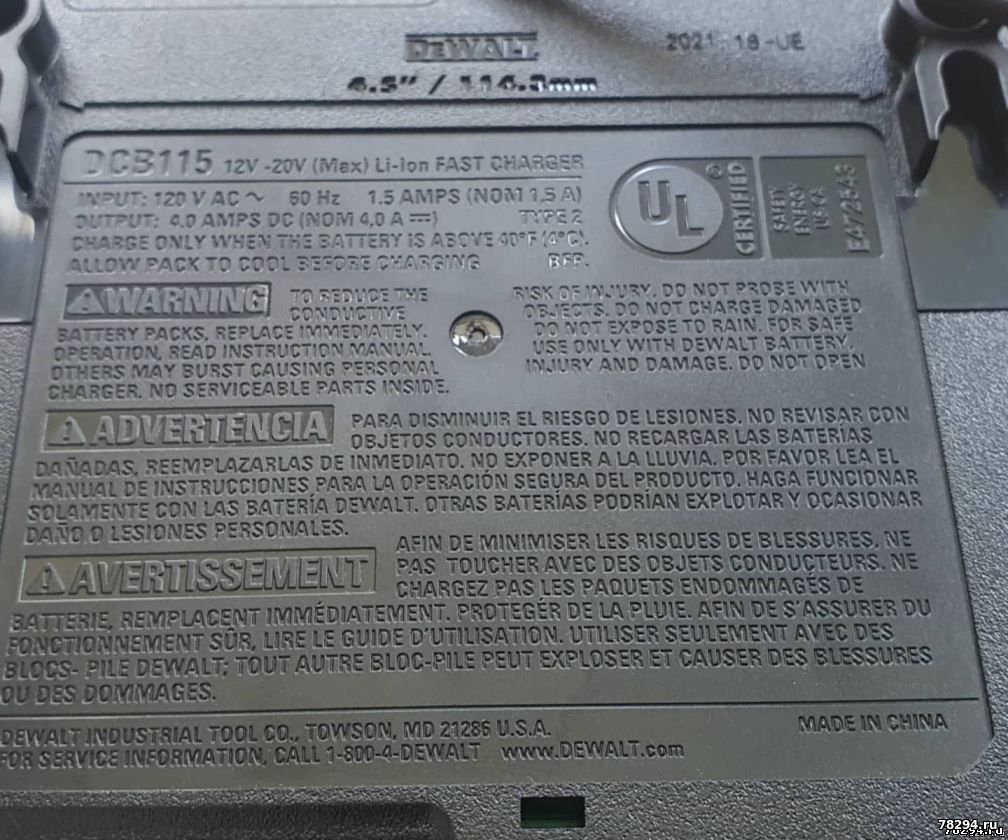 DEWALT
2021 18-UE
4.5" / 114.3mm
DCB115 12V -20V (Max) Li-Ion FAST CHARGER
INPUT: 120 V AC ~ 60 Hz 1.5 AMPS (NOM 1.5 A)
OUTPUT: 4.0 AMPS DC (NOM 4.0 A ⎓) TYPE 2
CHARGE ONLY WHEN THE BATTERY IS ABOVE 40°F (4°C).
ALLOW PACK TO COOL BEFORE CHARGING BFP.
UL ® CERTIFIED
SAFETY
ENERGY
US-CA
E472643
⚠WARNING TO REDUCE THE RISK OF INJURY, DO NOT PROBE WITH
CONDUCTIVE OBJECTS. DO NOT CHARGE DAMAGED
BATTERY PACKS, REPLACE IMMEDIATELY. DO NOT EXPOSE TO RAIN. FOR SAFE
OPERATION, READ INSTRUCTION MANUAL. USE ONLY WITH DEWALT BATTERY,
OTHERS MAY BURST CAUSING PERSONAL INJURY AND DAMAGE. DO NOT OPEN
CHARGER. NO SERVICEABLE PARTS INSIDE.
⚠ADVERTENCIA PARA DISMINUIR EL RIESGO DE LESIONES, NO REVISAR CON
OBJETOS CONDUCTORES. NO RECARGAR LAS BATERÍAS
DAÑADAS, REEMPLAZARLAS DE INMEDIATO. NO EXPONER A LA LLUVIA. POR FAVOR LEA EL
MANUAL DE INSTRUCCIONES PARA LA OPERACIÓN SEGURA DEL PRODUCTO. HAGA FUNCIONAR
SOLAMENTE CON LAS BATERÍA DEWALT. OTRAS BATERÍAS PODRÍAN EXPLOTAR Y OCASIONAR
DAÑO O LESIONES PERSONALES.
⚠AVERTISSEMENT AFIN DE MINIMISER LES RISQUES DE BLESSURES, NE
PAS TOUCHER AVEC DES OBJETS CONDUCTEURS. NE
CHARGEZ PAS LES PAQUETS ENDOMMAGÉS DE
BATTERIE, REMPLACENT IMMÉDIATEMENT. PROTEGÉR DE LA PLUIE. AFIN DE S'ASSURER DU
FONCTIONNEMENT SÛR, LIRE LE GUIDE D'UTILISATION. UTILISER SEULEMENT AVEC DES
BLOCS- PILE DEWALT; TOUT AUTRE BLOC-PILE PEUT EXPLOSER ET CAUSER DES BLESSURES
OU DES DOMMAGES.
DEWALT INDUSTRIAL TOOL CO., TOWSON, MD 21286 U.S.A. MADE IN CHINA
FOR SERVICE INFORMATION, CALL 1-800-4-DEWALT www.DEWALT.com
78294.ru